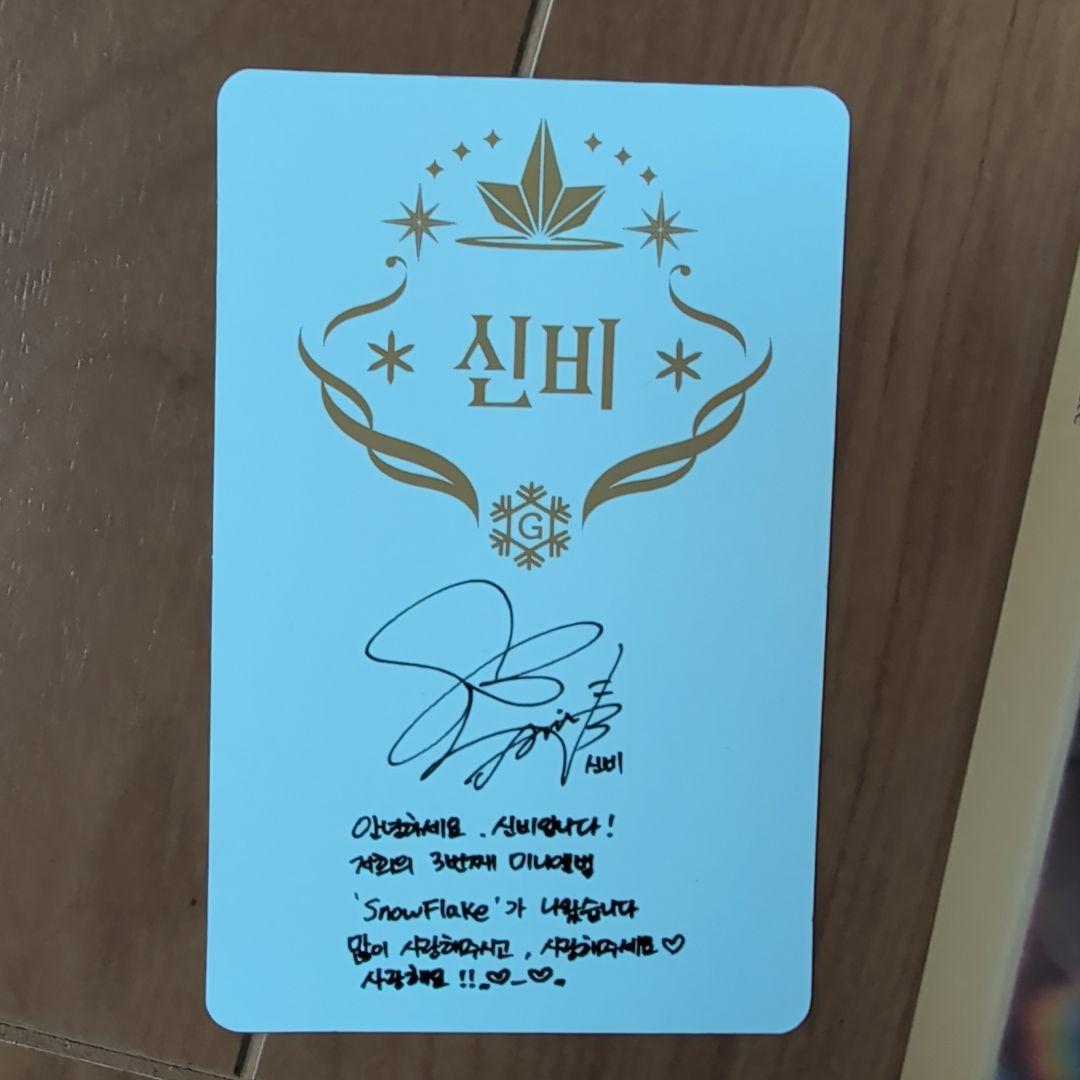 신비
G
신비
안녕하세요. 신비입니다!
저희의 3번째 미니앨범
'SnowFlake'가 나왔습니다
많이 사랑해주시고, 사랑해주세요♡
사랑해요!!..♡_♡..